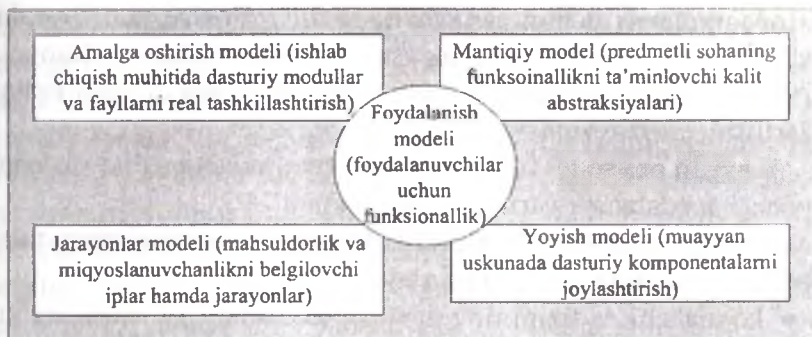 Amalga oshirish modeli (ishlab
chiqish muhitida dasturiy modullar
va fayllarni real tashkillashtirish)
Mantiqiy model (predmetli sohaning
funksoinallikni ta'minlovchi kalit
abstraksiyalari)
Foydalanish
modeli
(foydalanuvchilar
uchun
funksionallik)
Jarayonlar modeli (mahsuldorlik va
miqyoslanuvchanlikni belgilovchi
iplar hamda jarayonlar)
Yoyish modeli (muayyan
uskunada dasturiy komponentalarni
joylashtirish)